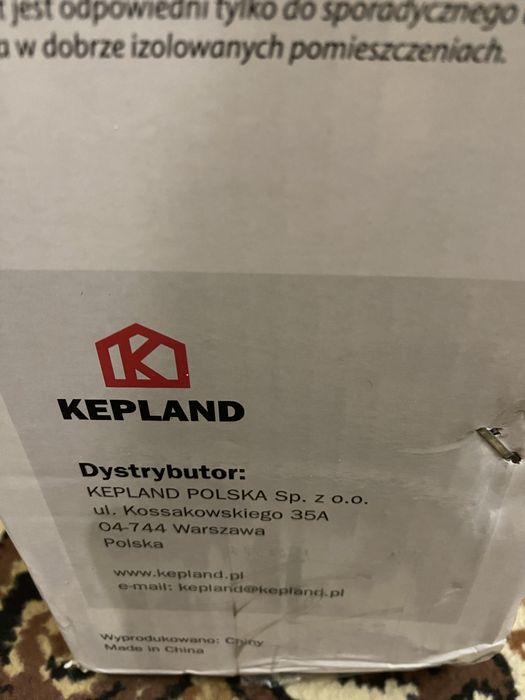 jest odpowiedni tylko do sporadycznego
w dobrze izolowanych pomieszczeniach.
KEPLAND
Dystrybutor:
KEPLAND POLSKA Sp. z o.o.
ul. Kossakowskiego 35A
04-744 Warszawa
Polska
www.kepland.pl
e-mail: kepland@kepland.pl
Wyprodukowano: Chiny
Made in China